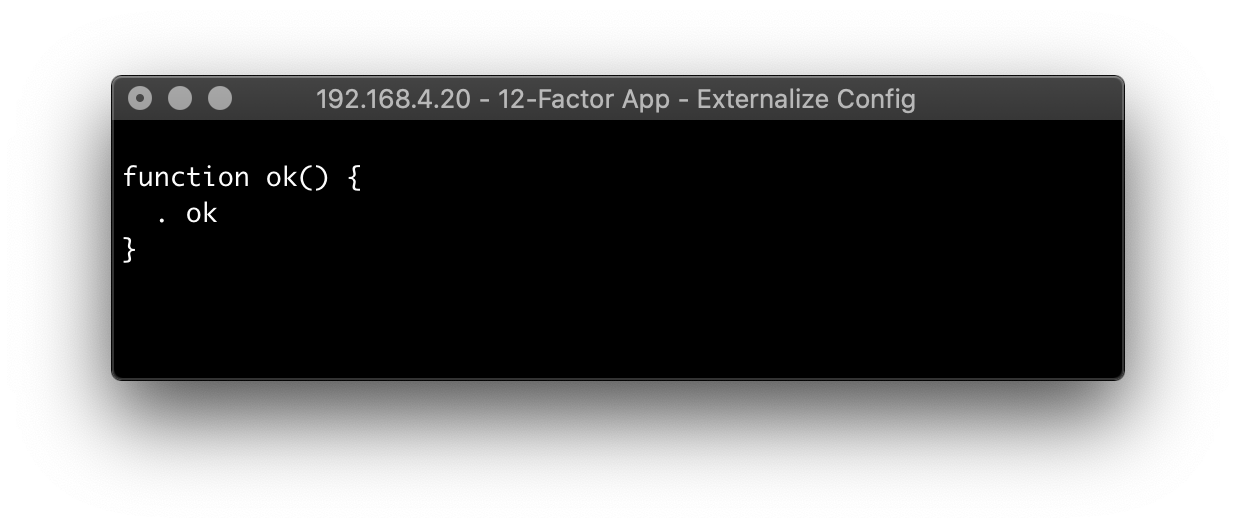 192.168.4.20 - 12-Factor App - Externalize Config
function ok() {
  . ok
}